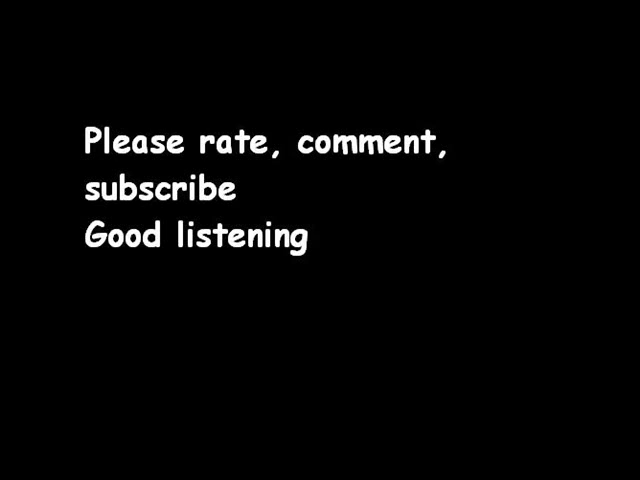 Please rate, comment,
subscribe
Good listening